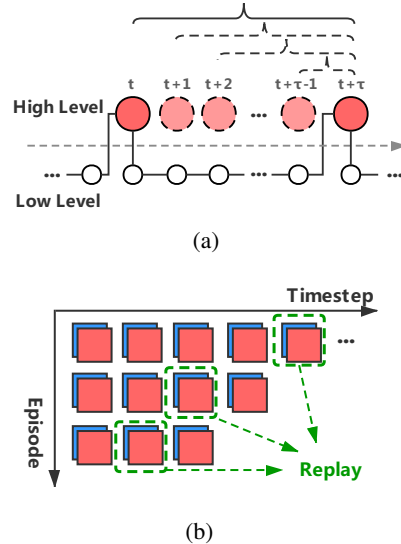 t t+1 t+2 t+τ-1 t+τ
High Level ...
... ... ...
Low Level
(a)
Timestep
...
Episode
Replay
(b)